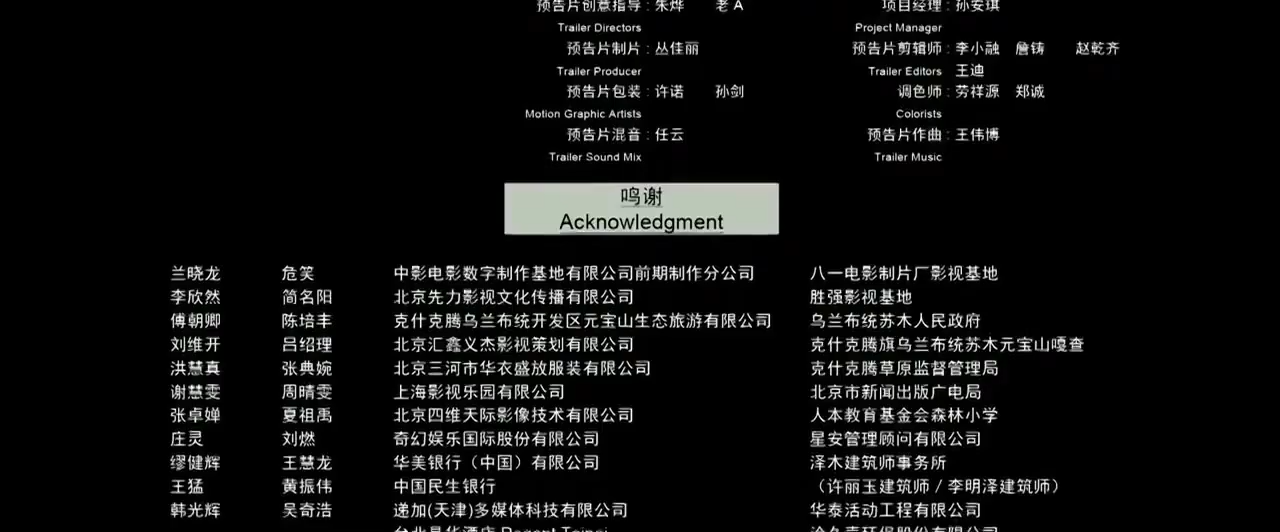 预告片创意指导：朱烨 老A 项目经理：孙安琪
Trailer Directors Project Manager
预告片制片：丛佳丽 预告片剪辑师：李小融 詹铸 赵乾齐
Trailer Producer Trailer Editors 王迪
预告片包装：许诺 孙剑 调色师：劳祥源 郑诚
Motion Graphic Artists Colorists
预告片混音：任云 预告片作曲：王伟博
Trailer Sound Mix Trailer Music
鸣谢
Acknowledgment
兰晓龙 危笑 中影电影数字制作基地有限公司前期制作分公司 八一电影制片厂影视基地
李欣然 简名阳 北京先力影视文化传播有限公司 胜强影视基地
傅朝卿 陈培丰 克什克腾乌兰布统开发区元宝山生态旅游有限公司 乌兰布统苏木人民政府
刘维开 吕绍理 北京汇鑫义杰影视策划有限公司 克什克腾旗乌兰布统苏木元宝山嘎查
洪慧真 张典婉 北京三河市华衣盛放服装有限公司 克什克腾草原监督管理局
谢慧雯 周晴雯 上海影视乐园有限公司 北京市新闻出版广电局
张卓婵 夏祖禹 北京四维天际影像技术有限公司 人本教育基金会森林小学
庄灵 刘燃 奇幻娱乐国际股份有限公司 星安管理顾问有限公司
缪健辉 王慧龙 华美银行（中国）有限公司 泽木建筑师事务所
王猛 黄振伟 中国民生银行 （许丽玉建筑师/李明泽建筑师）
韩光辉 吴奇浩 递加(天津)多媒体科技有限公司 华泰活动工程有限公司
Regent Taipei